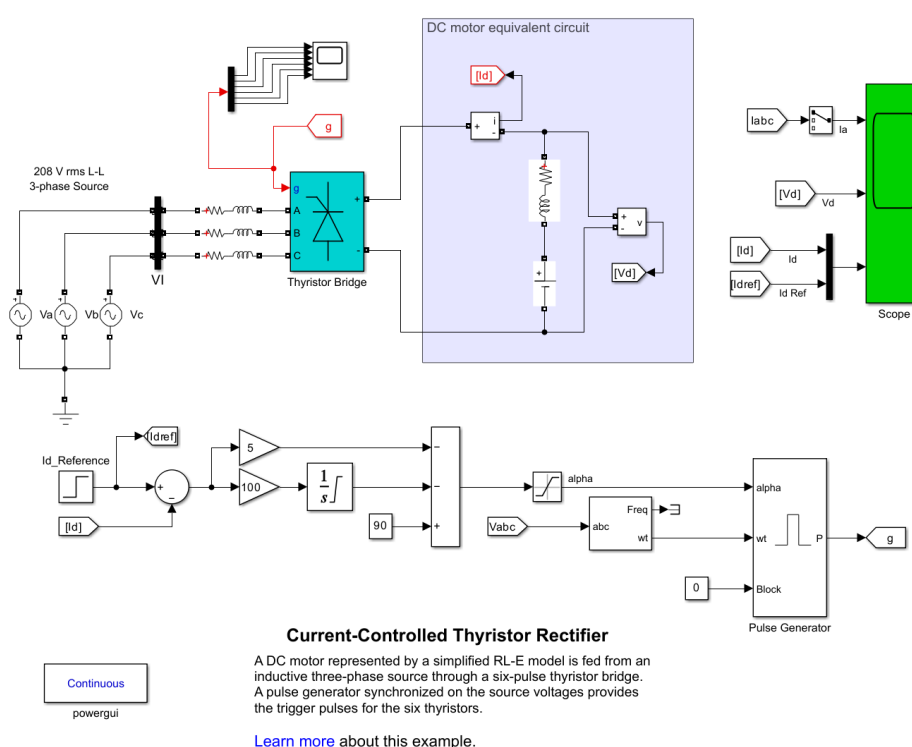 DC motor equivalent circuit
[Id]
i
+
-
g
Iabc
Ia
208 V rms L-L
3-phase Source
g
+
A
B
C
-
[Vd]
Vd
+
-
v
[Id]
Id
VI
Thyristor Bridge
+
[Vd]
[Idref]
Id Ref
Va
Vb
Vc
Scope
[Idref]
5
−
Id_Reference
+
−
100
1
s
−
alpha
alpha
[Id]
90
+
Vabc
abc
Freq
wt
wt
P
g
0
Block
Pulse Generator
Current-Controlled Thyristor Rectifier
A DC motor represented by a simplified RL-E model is fed from an
inductive three-phase source through a six-pulse thyristor bridge.
A pulse generator synchronized on the source voltages provides
the trigger pulses for the six thyristors.
Continuous
powergui
Learn more about this example.